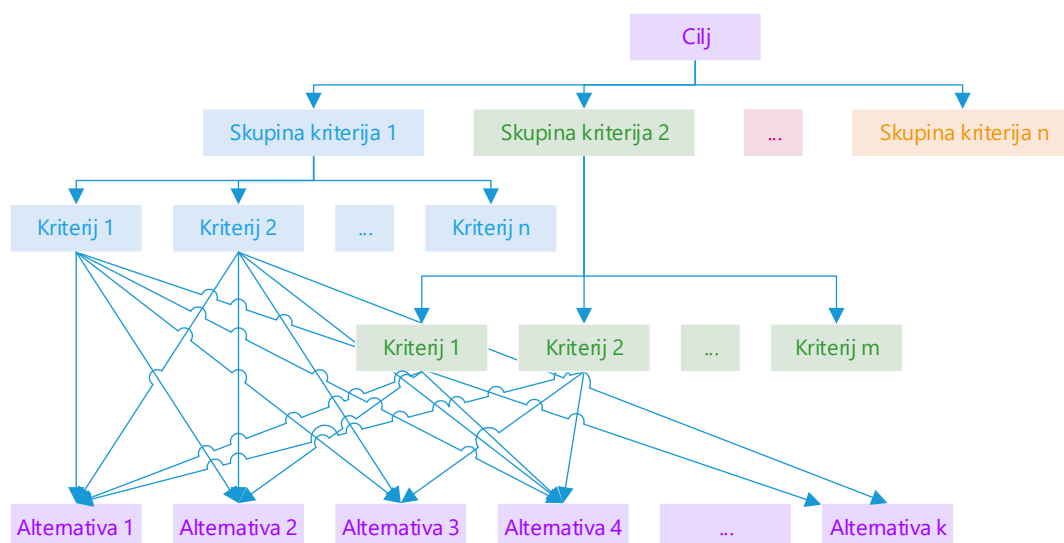 Cilj
Skupina kriterija 1
Skupina kriterija 2
...
Skupina kriterija n
Kriterij 1
Kriterij 2
...
Kriterij n
Kriterij 1
Kriterij 2
...
Kriterij m
Alternativa 1
Alternativa 2
Alternativa 3
Alternativa 4
...
Alternativa k